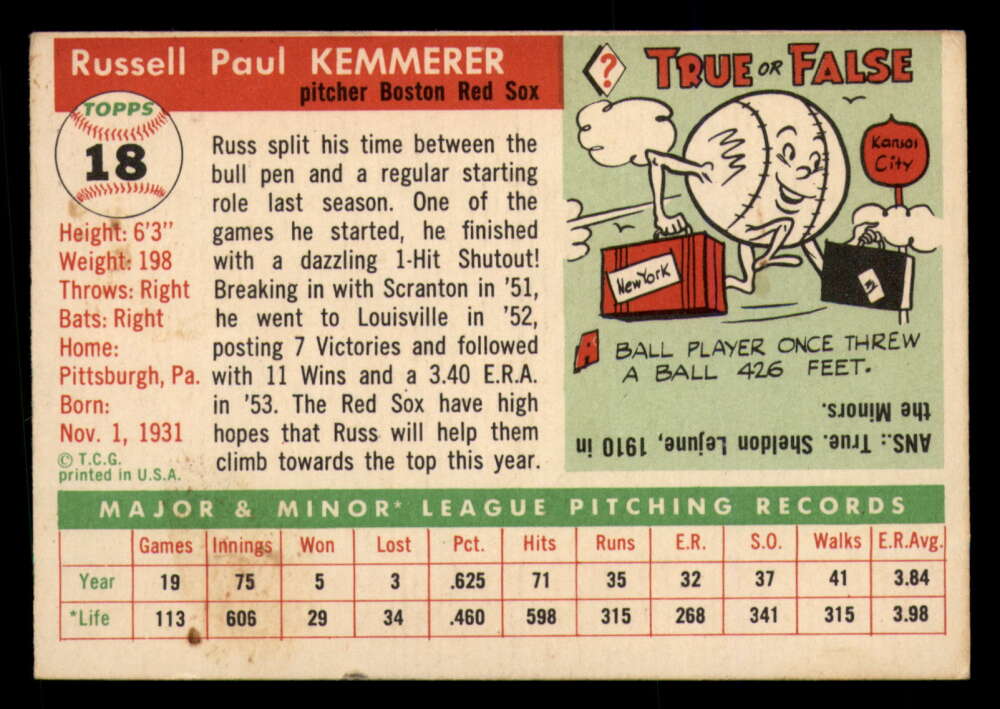 Russell Paul KEMMERER
pitcher Boston Red Sox
TOPPS
18
Height: 6'3"
Weight: 198
Throws: Right
Bats: Right
Home:
Pittsburgh, Pa.
Born:
Nov. 1, 1931
© T.C.G.
printed in U.S.A.
Russ split his time between the
bull pen and a regular starting
role last season. One of the
games he started, he finished
with a dazzling 1-Hit Shutout!
Breaking in with Scranton in '51,
he went to Louisville in '52,
posting 7 Victories and followed
with 11 Wins and a 3.40 E.R.A.
in '53. The Red Sox have high
hopes that Russ will help them
climb towards the top this year.
? TRUE OR FALSE
Kansas
City
New York
A BALL PLAYER ONCE THREW
A BALL 426 FEET.
ANS.: True. Sheldon Lejune, 1910 in
the Minors.
MAJOR & MINOR* LEAGUE PITCHING RECORDS
Games Innings Won Lost Pct. Hits Runs E.R. S.O. Walks E.R.Avg.
Year 19 75 5 3 .625 71 35 32 37 41 3.84
*Life 113 606 29 34 .460 598 315 268 341 315 3.98